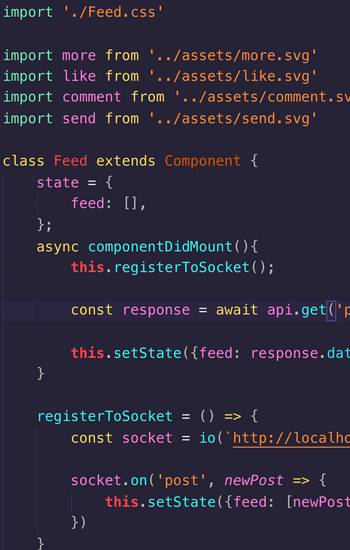 import './Feed.css'
import more from '../assets/more.svg'
import like from '../assets/like.svg'
import comment from '../assets/comment.sv
import send from '../assets/send.svg'
class Feed extends Component {
state = {
feed: [],
};
async componentDidMount(){
this.registerToSocket();
const response = await api.get('p
this.setState({feed: response.dat
}
registerToSocket = () => {
const socket = io(`http://localho
socket.on('post', newPost => {
this.setState({feed: [newPost
})
}